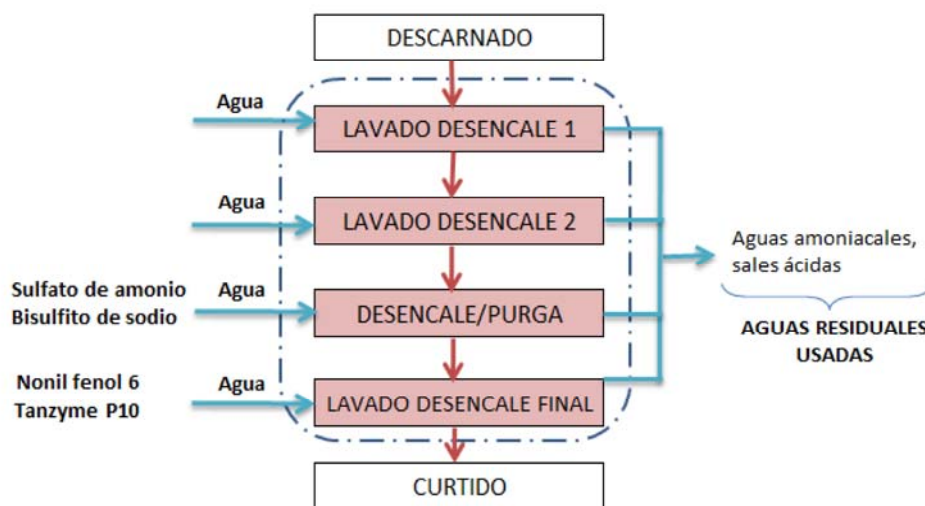 DESCARNADO
Agua
LAVADO DESENCALE 1
Agua
LAVADO DESENCALE 2
Aguas amoniacales,
sales ácidas
Sulfato de amonio
Bisulfito de sodio
Agua
DESENCALE/PURGA
AGUAS RESIDUALES
USADAS
Nonil fenol 6
Tanzyme P10
Agua
LAVADO DESENCALE FINAL
CURTIDO